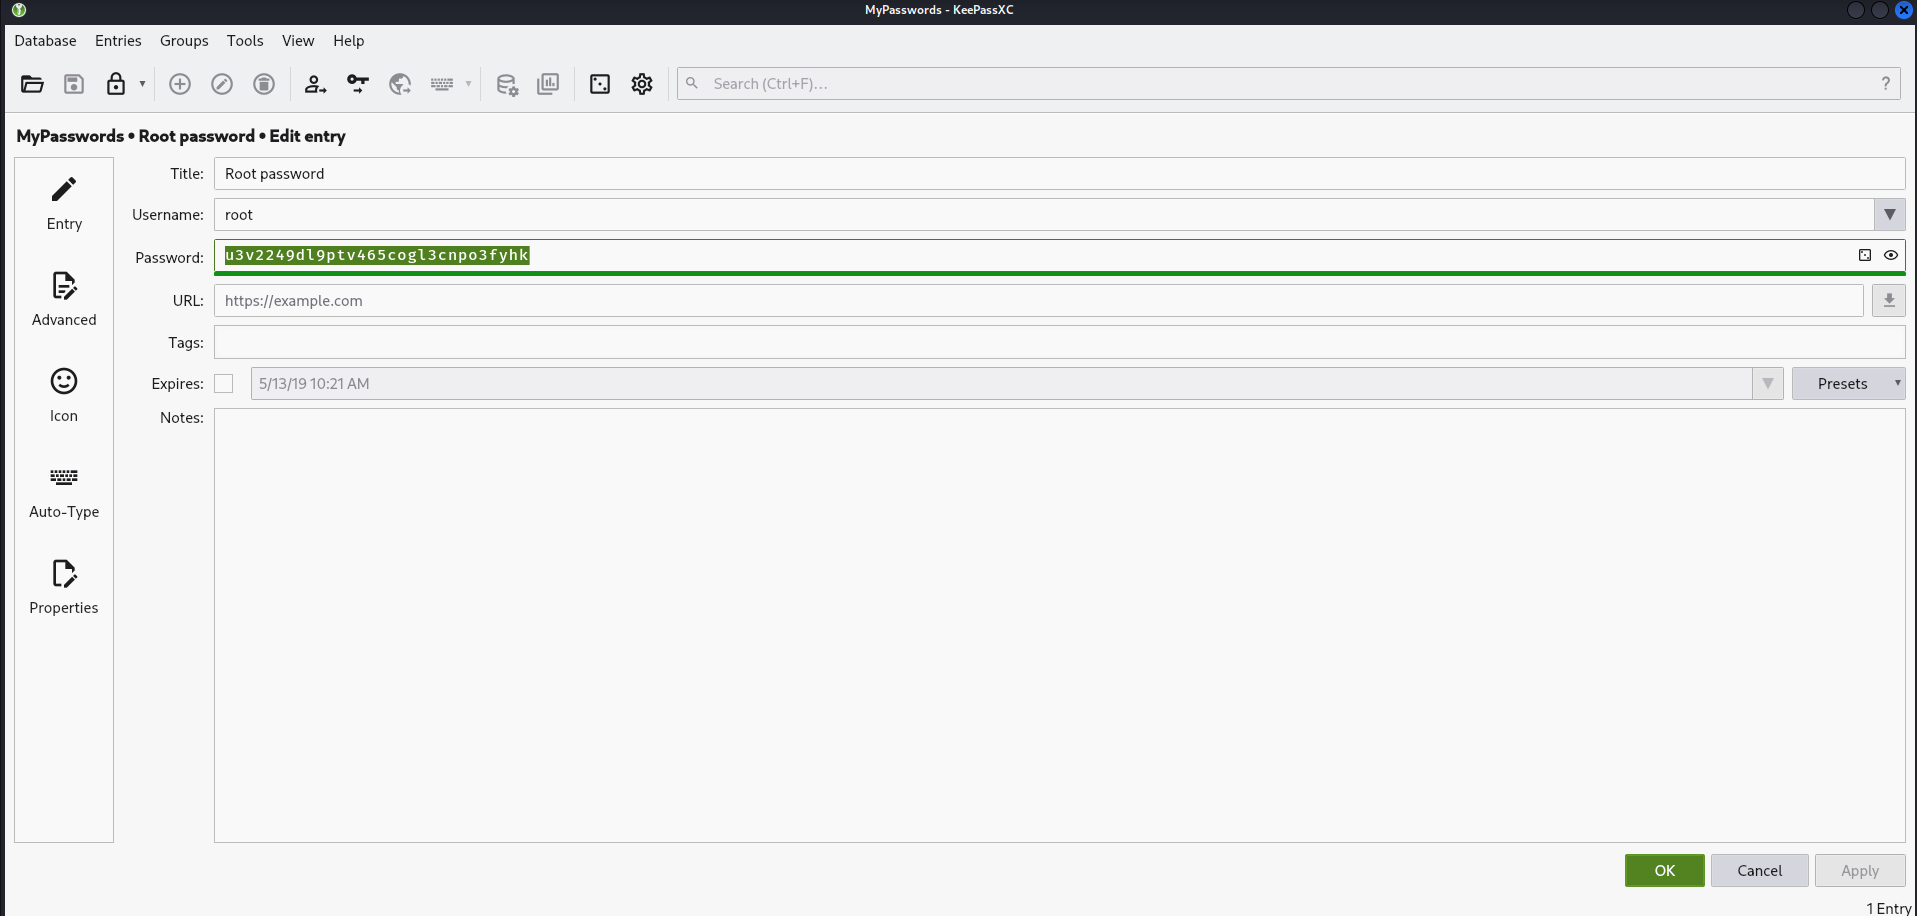 MyPasswords - KeePassXC
Database Entries Groups Tools View Help
Search (Ctrl+F)... ?
MyPasswords • Root password • Edit entry
Entry
Advanced
Icon
Auto-Type
Properties
Title: Root password
Username: root
Password: u3v2249dl9ptv465cogl3cnpo3fyhk
URL: https://example.com
Tags:
Expires: 5/13/19 10:21 AM Presets
Notes:
OK Cancel Apply
1 Entry